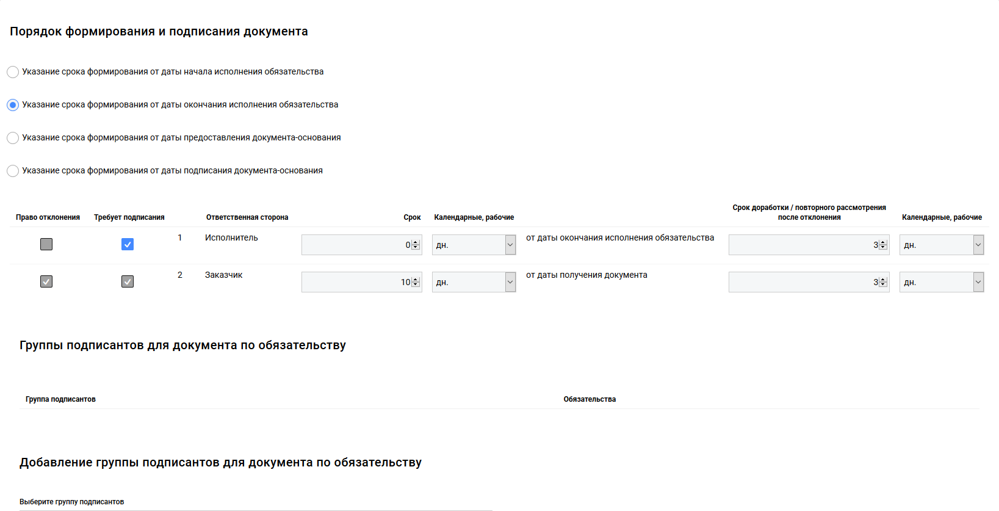 Порядок формирования и подписания документа
Указание срока формирования от даты начала исполнения обязательства
Указание срока формирования от даты окончания исполнения обязательства
Указание срока формирования от даты предоставления документа-основания
Указание срока формирования от даты подписания документа-основания
Право отклонения Требует подписания Ответственная сторона Срок Календарные, рабочие Срок доработки / повторного рассмотрения после отклонения Календарные, рабочие
1 Исполнитель 0 дн. от даты окончания исполнения обязательства 3 дн.
2 Заказчик 10 дн. от даты получения документа 3 дн.
Группы подписантов для документа по обязательству
Группа подписантов Обязательства
Добавление группы подписантов для документа по обязательству
Выберите группу подписантов